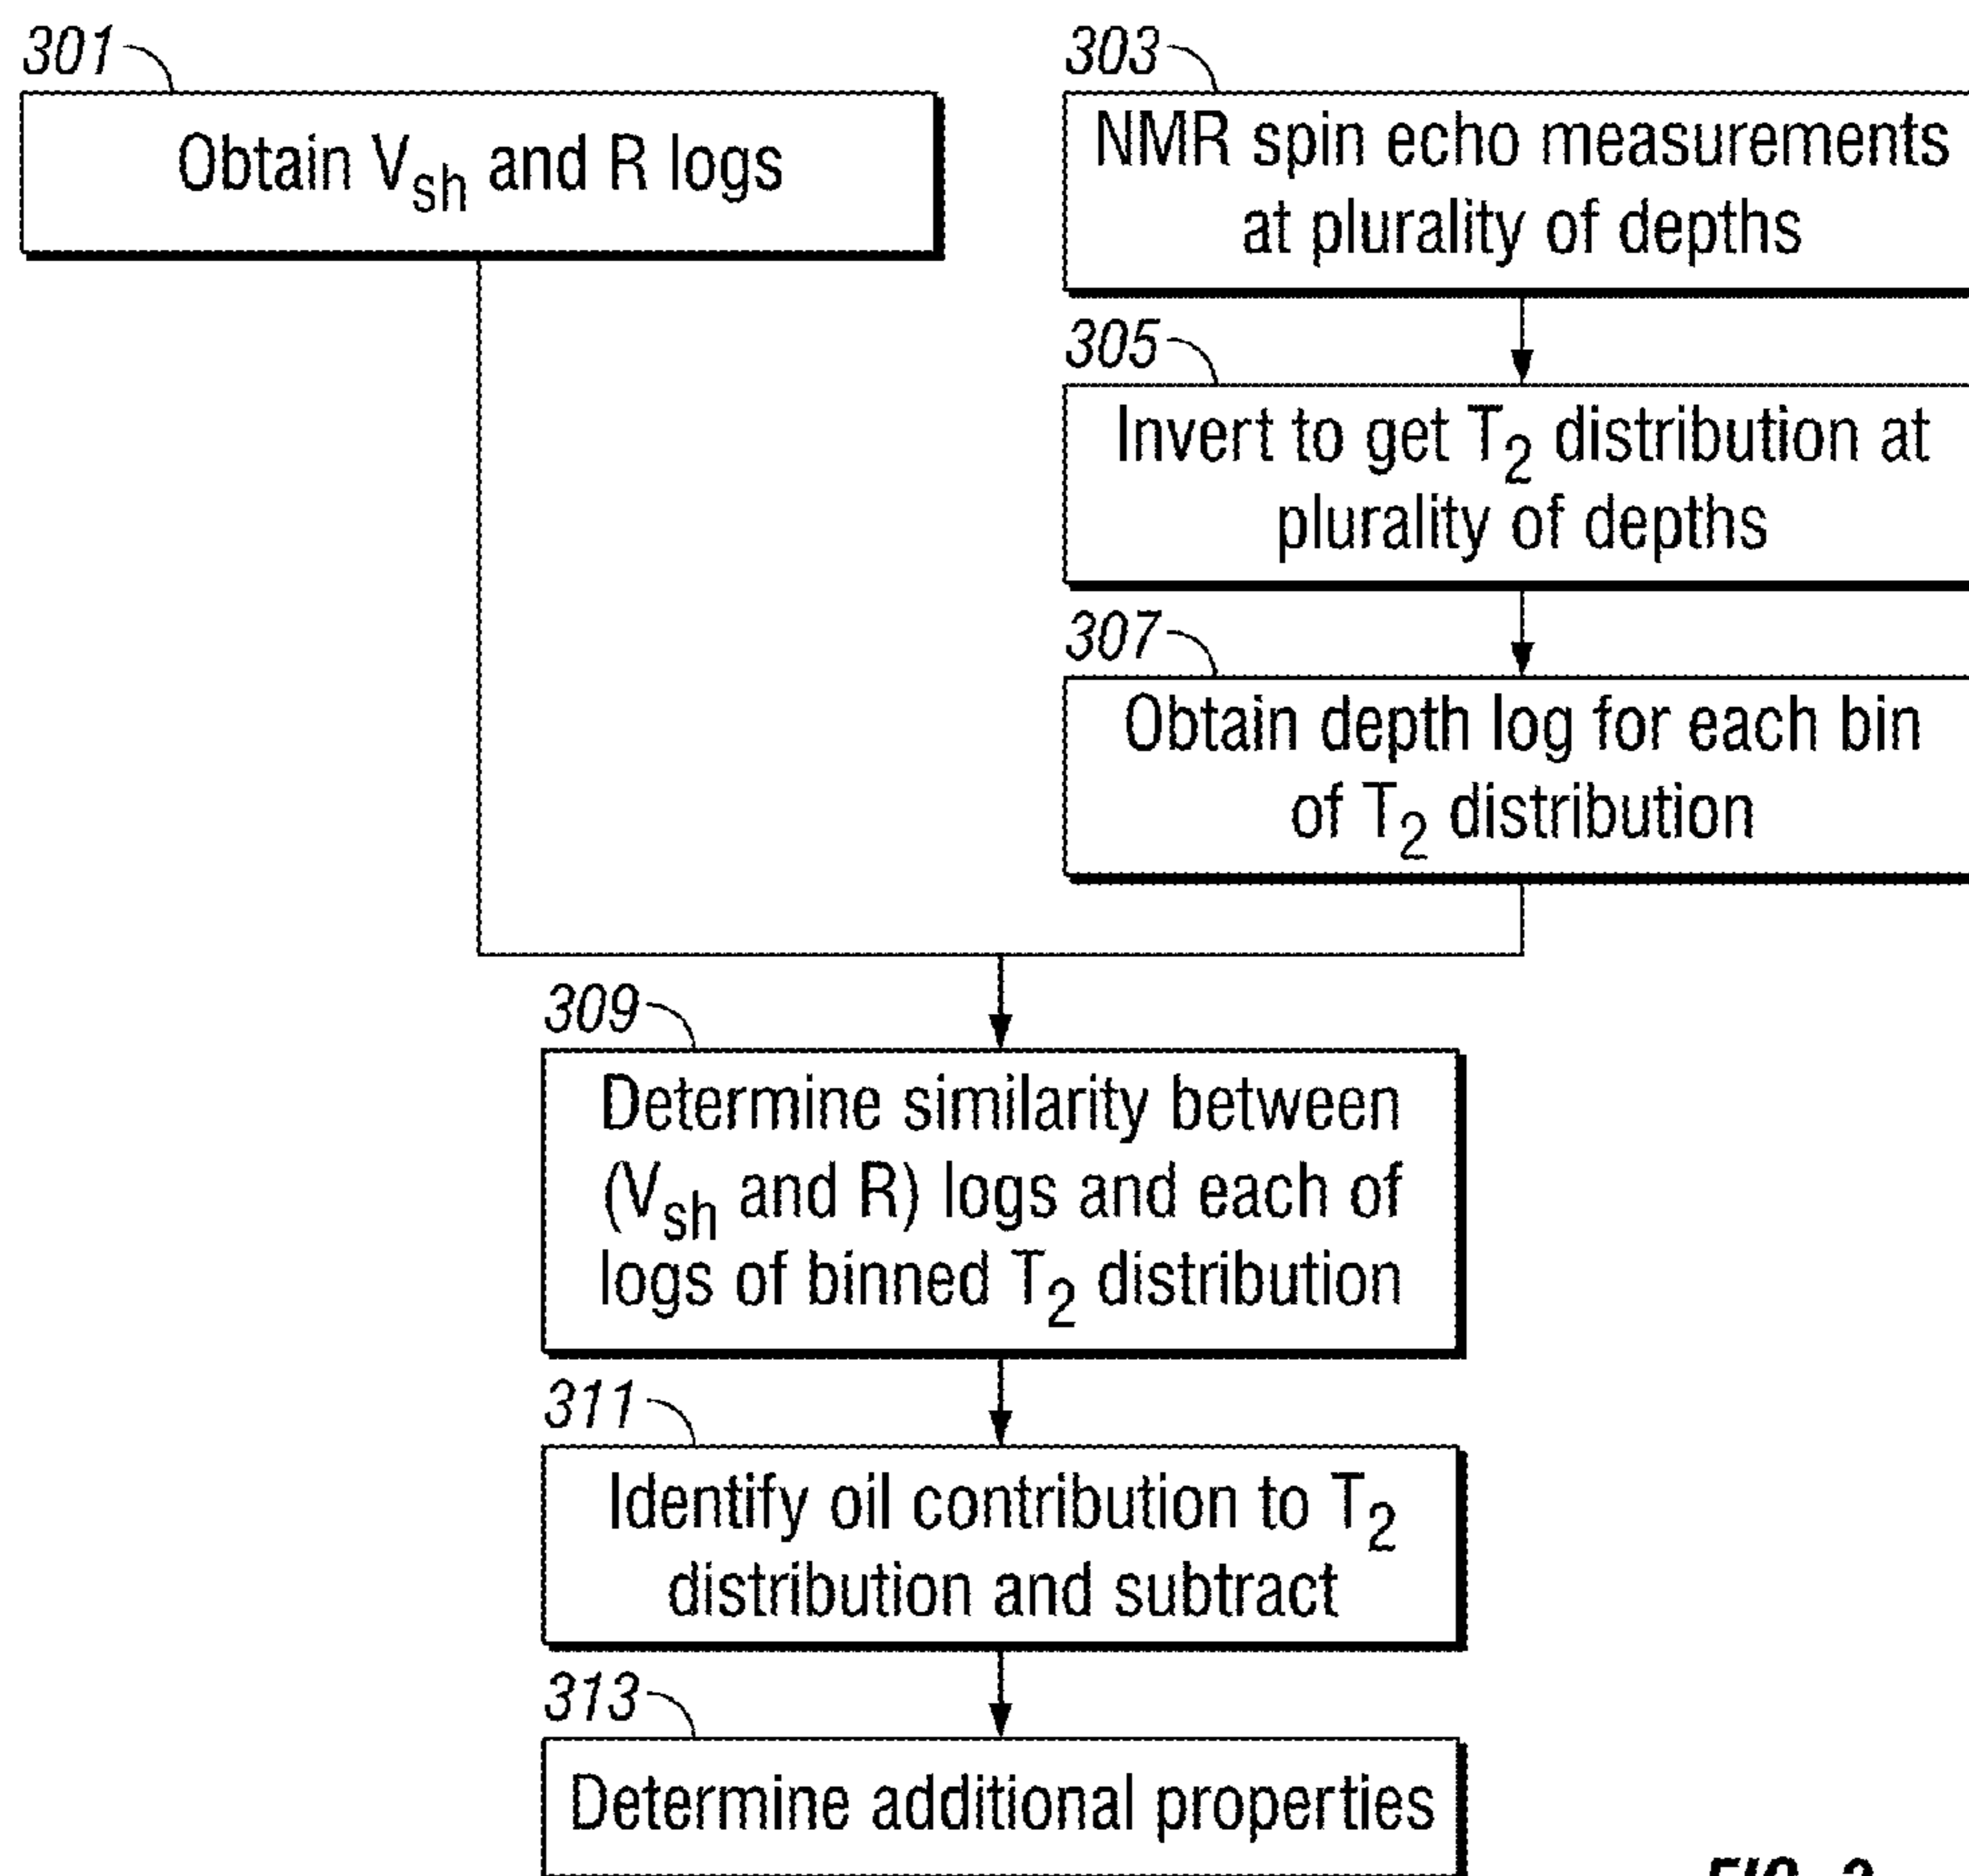 301
Obtain Vsh and R logs
303
NMR spin echo measurements
at plurality of depths
305
Invert to get T2 distribution at
plurality of depths
307
Obtain depth log for each bin
of T2 distribution
309
Determine similarity between
(Vsh and R) logs and each of
logs of binned T2 distribution
311
Identify oil contribution to T2
distribution and subtract
313
Determine additional properties
FIG.